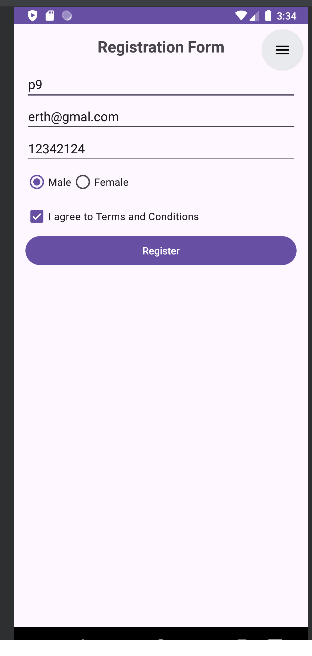 3:34
Registration Form
p9
erth@gmal.com
12342124
Male Female
I agree to Terms and Conditions
Register